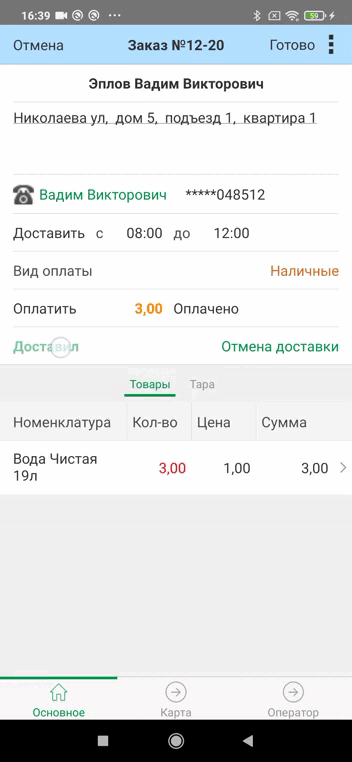 16:39 59
Отмена Заказ №12-20 Готово
Эплов Вадим Викторович
Николаева ул, дом 5, подъезд 1, квартира 1
Вадим Викторович *****048512
Доставить с 08:00 до 12:00
Вид оплаты Наличные
Оплатить 3,00 Оплачено
Доставил Отмена доставки
Товары Тара
Номенклатура Кол-во Цена Сумма
Вода Чистая 19л 3,00 1,00 3,00
Основное Карта Оператор